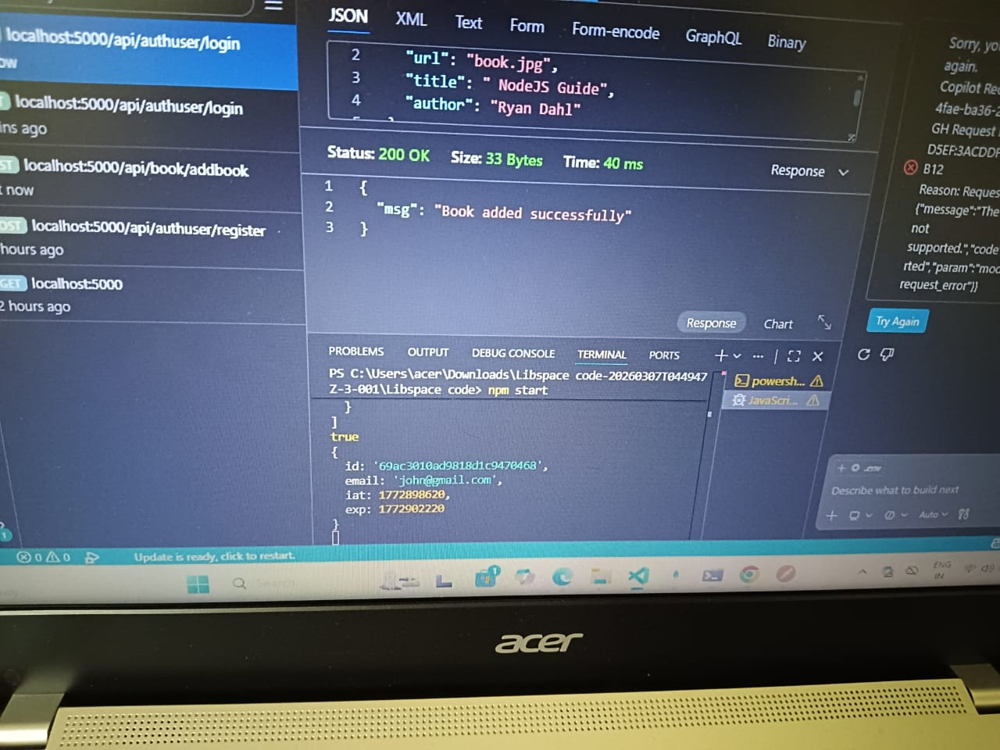 localhost:5000/api/authuser/login
localhost:5000/api/authuser/login
ins ago
localhost:5000/api/book/addbook
now
localhost:5000/api/authuser/register
hours ago
GET localhost:5000
2 hours ago
JSON XML Text Form Form-encode GraphQL Binary
2 "url": "book.jpg",
3 "title": " NodeJS Guide",
4 "author": "Ryan Dahl"
Status: 200 OK Size: 33 Bytes Time: 40 ms Response
1 {
2 "msg": "Book added successfully"
3 }
Response Chart
PROBLEMS OUTPUT DEBUG CONSOLE TERMINAL PORTS
PS C:\Users\acer\Downloads\Libspace code-20260307T044947
Z-3-001\Libspace code> npm start
}
]
true
{
id: '69ac3010ad9818d1c9470468',
email: 'john@gmail.com',
iat: 1772898620,
exp: 1772902220
}
powersh...
JavaScri...
Sorry, yo
again.
Copilot Req
4fae-ba36-2
GH Request
D5EF:3ACDDF
B12
Reason: Reques
{"message":"The
not
supported.","code
rted","param":"mod
request_error"}}
Try Again
.env
Describe what to build next
Auto
0 0 Update is ready, click to restart.
Search
1
ENG
IN
acer